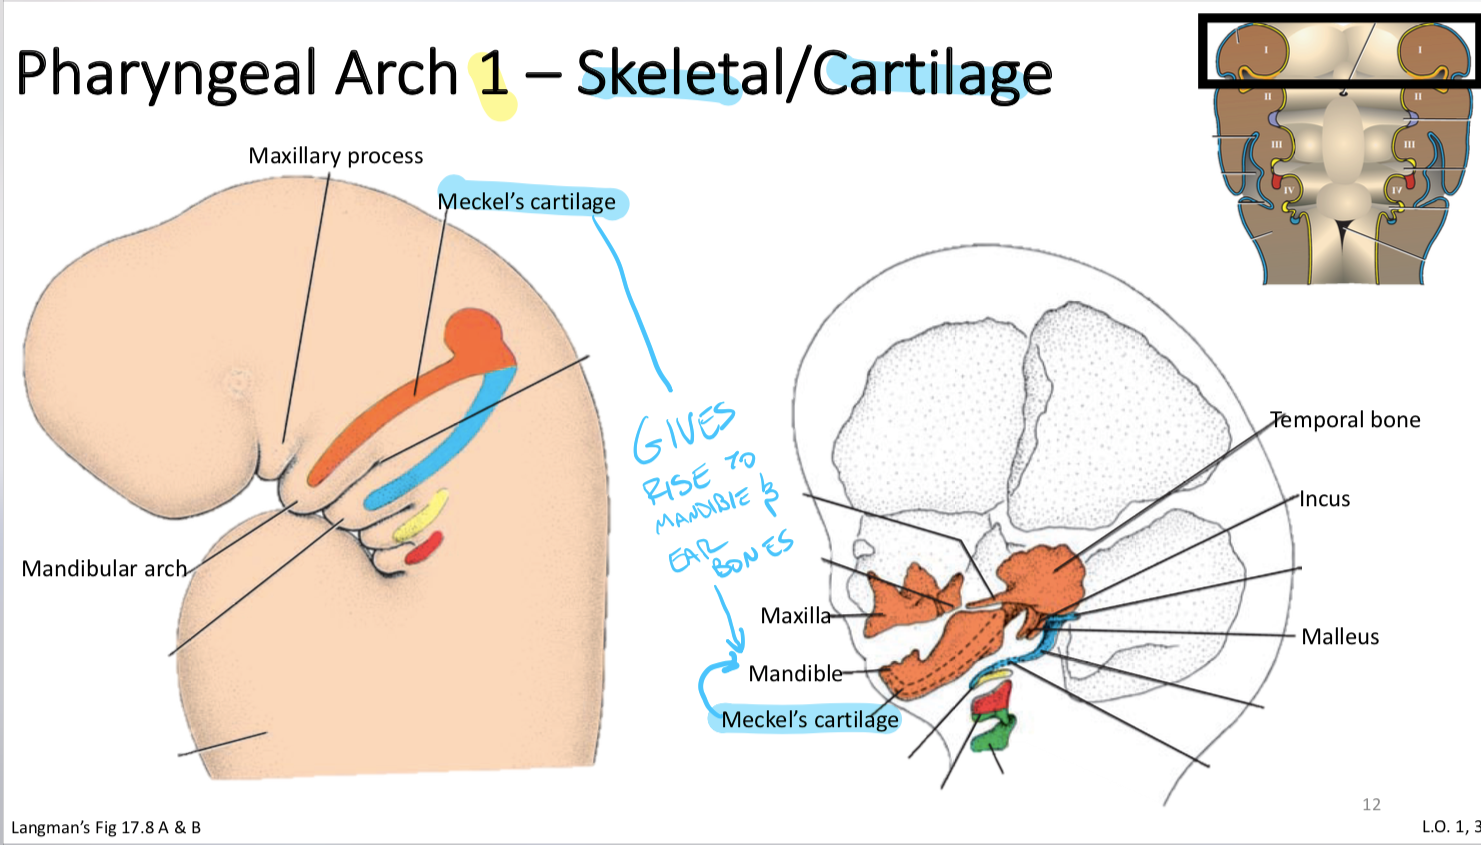 Pharyngeal Arch 1 – Skeletal/Cartilage
I
I
II
II
III
III
IV
IV
Maxillary process
Meckel's cartilage
GIVES
RISE TO
MANDIBLE &
EAR
BONES
Mandibular arch
Temporal bone
Incus
Maxilla
Malleus
Mandible
Meckel's cartilage
12
Langman's Fig 17.8 A & B
L.O. 1, 3